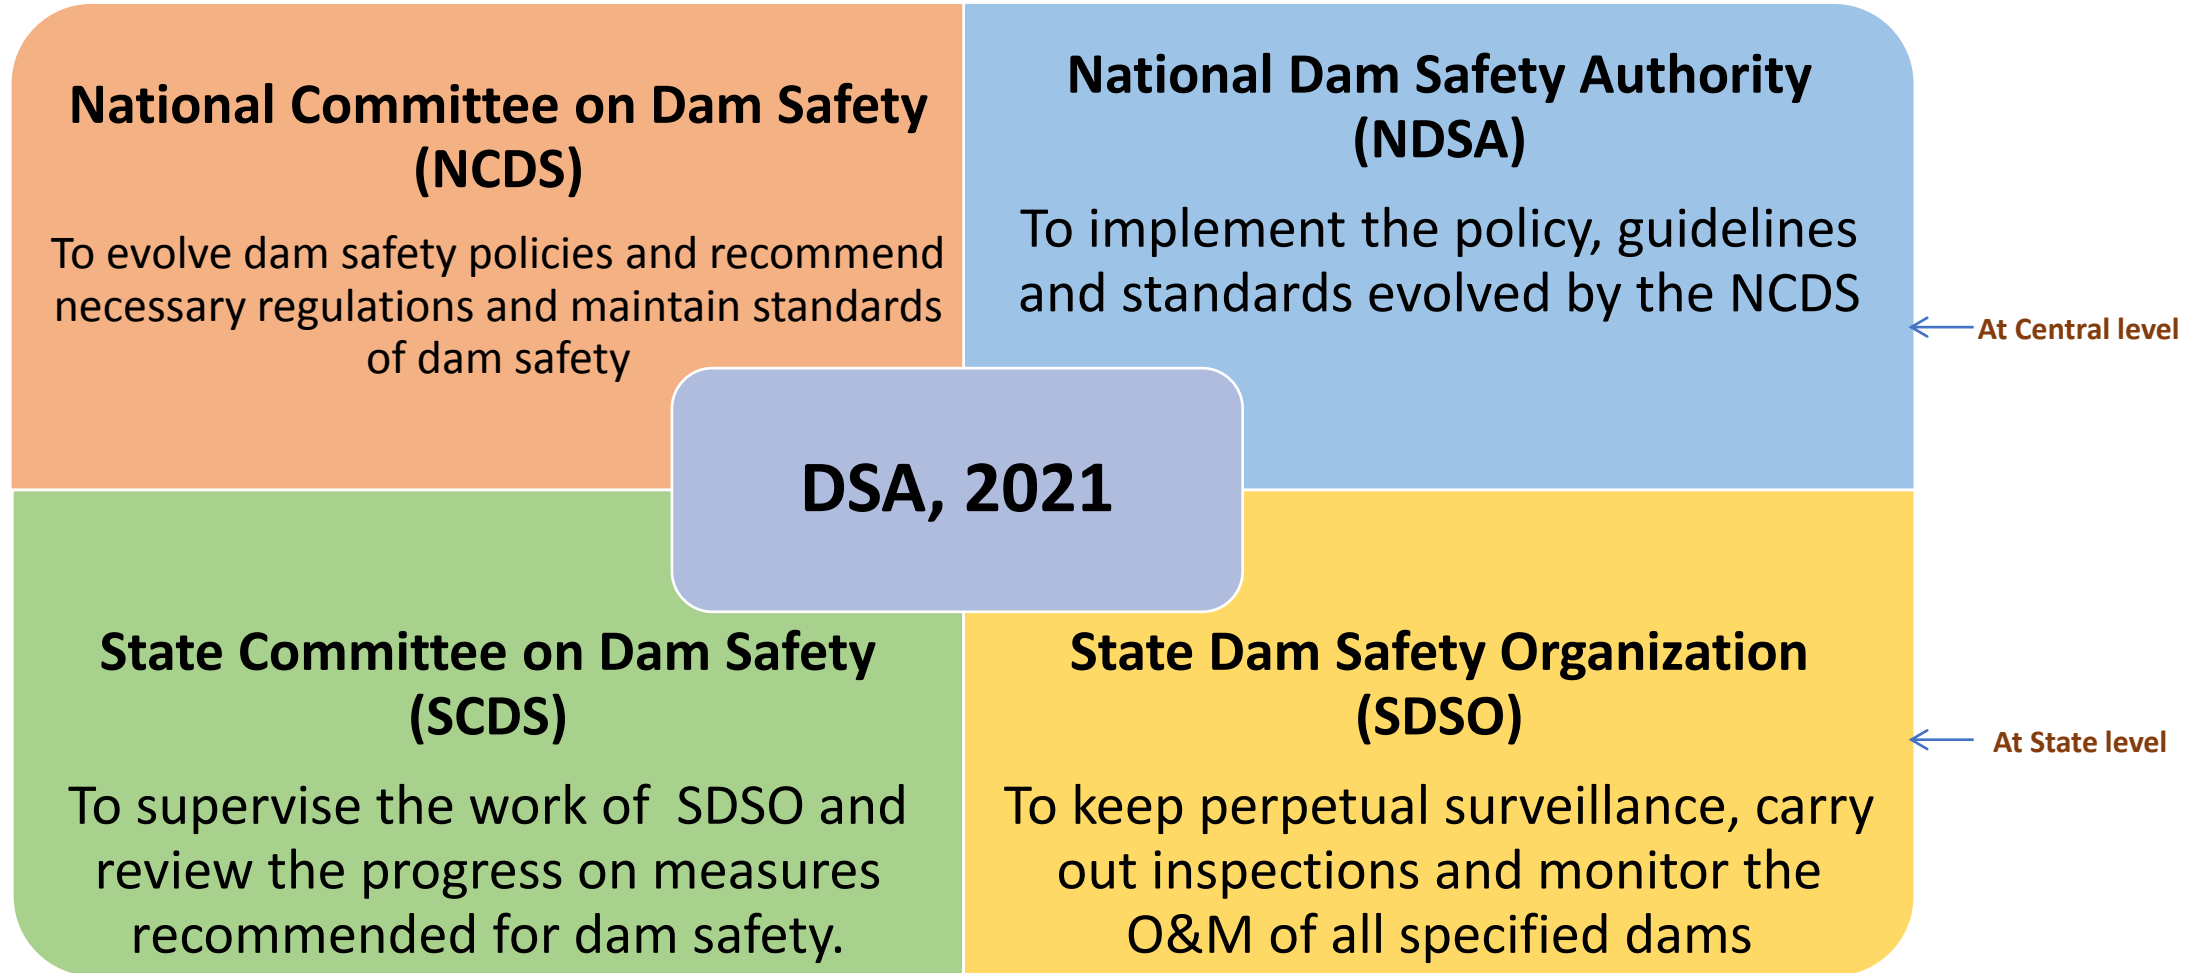 National Committee on Dam Safety
(NCDS)
To evolve dam safety policies and recommend
necessary regulations and maintain standards
of dam safety
National Dam Safety Authority
(NDSA)
To implement the policy, guidelines
and standards evolved by the NCDS
At Central level
DSA, 2021
State Committee on Dam Safety
(SCDS)
To supervise the work of  SDSO and
review the progress on measures
recommended for dam safety.
State Dam Safety Organization
(SDSO)
To keep perpetual surveillance, carry
out inspections and monitor the
O&M of all specified dams
At State level